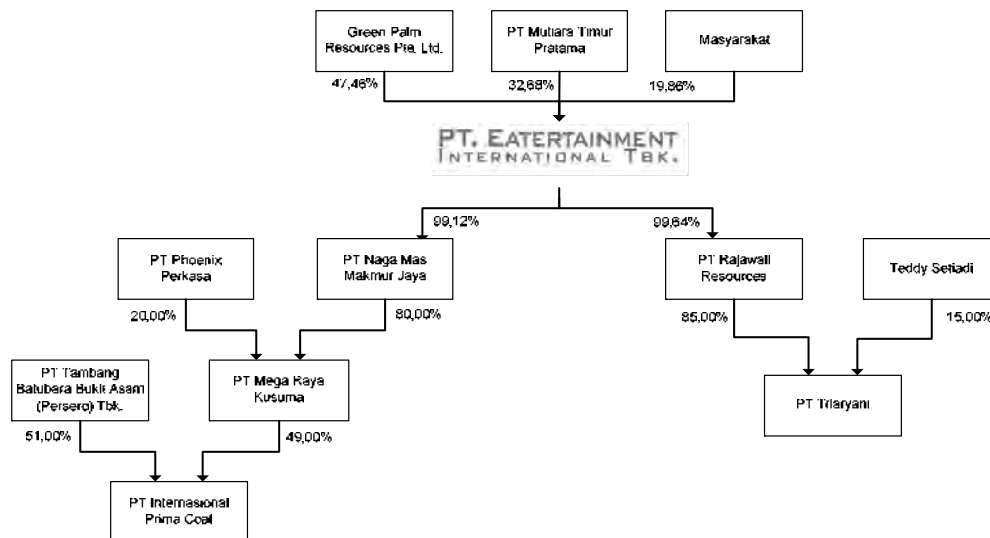 Green Palm
Resources Pte. Ltd.
PT Mutiara Timur
Pratama
Masyarakat
47,46%
32,68%
19,86%
PT. EATERTAINMENT
INTERNATIONAL TBK.
99,12%
99,64%
PT Phoenix
Perkasa
PT Naga Mas
Makmur Jaya
PT Rajawali
Resources
Teddy Setiadi
20,00%
80,00%
85,00%
15,00%
PT Tambang
Batubara Bukit Asam
(Persero) Tbk.
PT Mega Raya
Kusuma
PT Triaryani
51,00%
49,00%
PT Internasional
Prima Coal